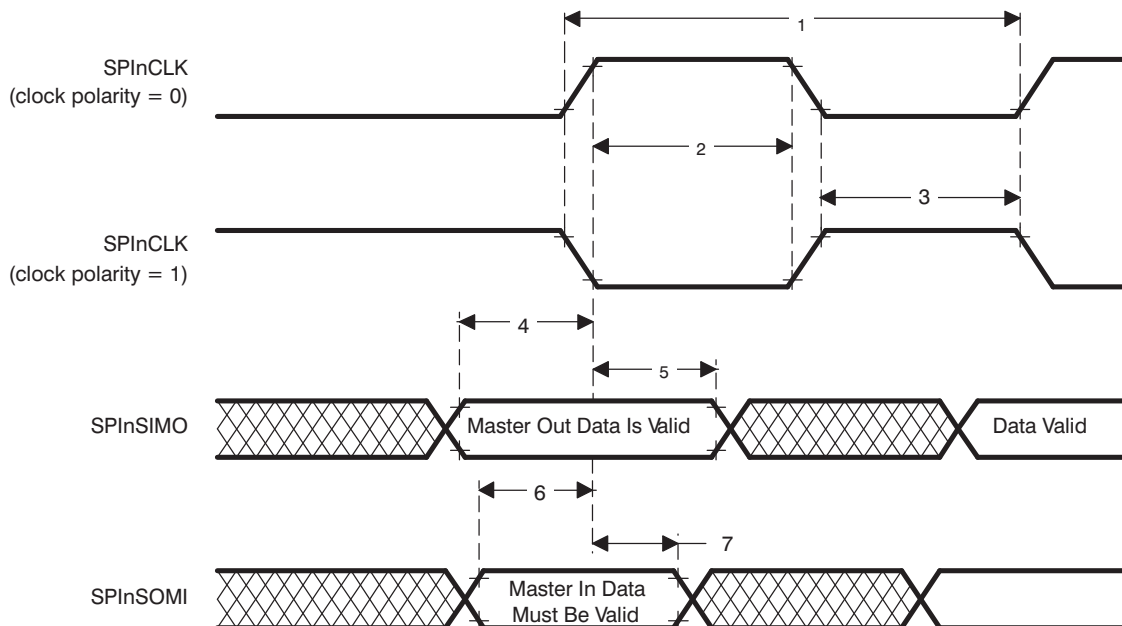 1
SPInCLK
(clock polarity = 0)
2
3
SPInCLK
(clock polarity = 1)
4
5
SPInSIMO
Master Out Data Is Valid
Data Valid
6
7
SPInSOMI
Master In Data
Must Be Valid